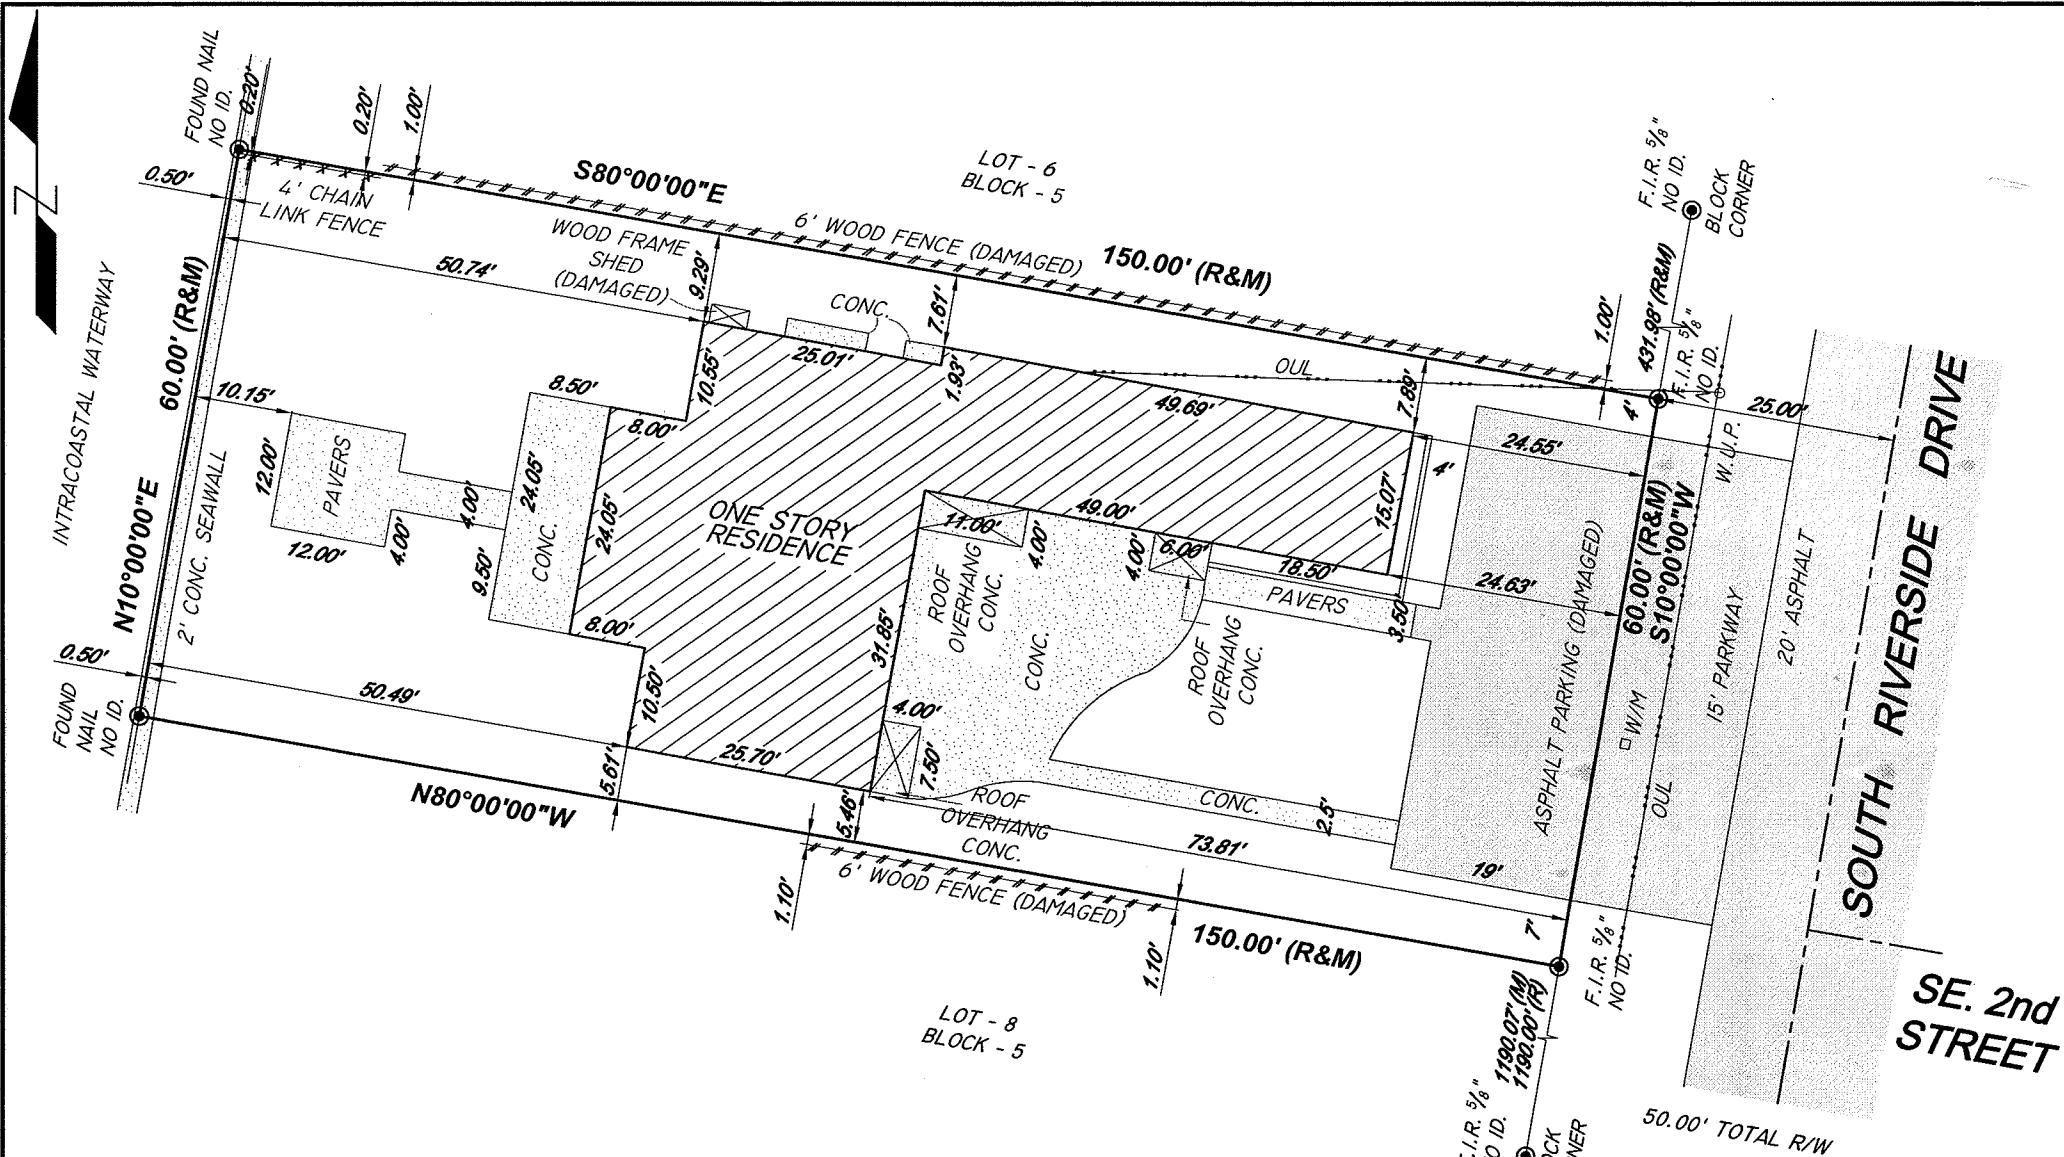 FOUND NAIL
NO ID.
0.20'
0.20'
1.00'
0.50'
4' CHAIN
LINK FENCE
S80°00'00"E
LOT - 6
BLOCK - 5
6' WOOD FENCE (DAMAGED)
150.00' (R&M)
WOOD FRAME
SHED
(DAMAGED)
50.74'
9.29'
CONC.
7.61'
F.I.R. 5/8"
NO ID.
BLOCK
CORNER
431.98' (R&M)
1.00'
F.I.R. 5/8"
NO ID.
INTRACOASTAL WATERWAY
60.00' (R&M)
N10°00'00"E
2' CONC. SEAWALL
10.15'
12.00'
PAVERS
12.00'
4.00'
4.00'
9.50'
8.50'
24.05'
CONC.
24.05'
8.00'
10.55'
25.01'
1.93'
49.69'
OUL
7.89'
4'
25.00'
24.55'
4'
15.07'
W.U.P.
ONE STORY
RESIDENCE
11.00'
49.00'
4.00'
4.00'
6.00'
18.50'
24.63'
PAVERS
3.50'
ROOF
OVERHANG
CONC.
CONC.
ROOF
OVERHANG
CONC.
31.85'
8.00'
10.50'
0.50'
FOUND
NAIL
NO ID.
50.49'
5.61'
25.70'
4.00'
7.50'
5.46'
ROOF
OVERHANG
CONC.
CONC.
2.5'
73.81'
19'
7'
N80°00'00"W
1.10'
6' WOOD FENCE (DAMAGED)
1.10'
150.00' (R&M)
LOT - 8
BLOCK - 5
ASPHALT PARKING (DAMAGED)
60.00' (R&M)
S10°00'00"W
W/M
OUL
15' PARKWAY
20' ASPHALT
SOUTH RIVERSIDE DRIVE
F.I.R. 5/8"
NO ID.
1190.07' (M)
1190.00' (R)
SE. 2nd
STREET
50.00' TOTAL R/W
.I.R. 5/8"
O ID.
OCK
NER